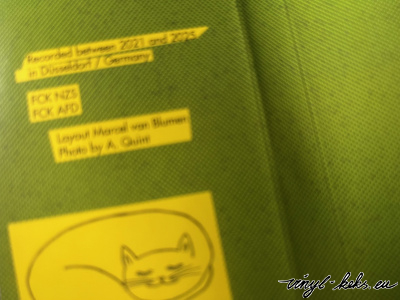 Recorded between 2021 and 2025
in Düsseldorf / Germany
FCK NZS
FCK AFD
Layout Marcel van Blumen
Photo by A. Quint
vinyl-keks.eu